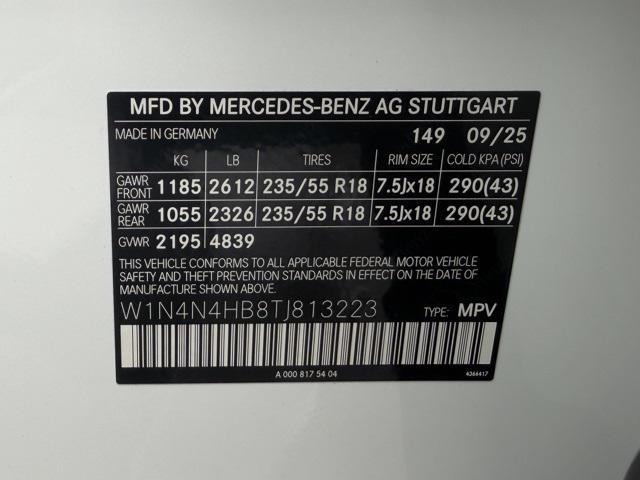 MFD BY MERCEDES-BENZ AG STUTTGART
MADE IN GERMANY 149 09/25
KG LB TIRES RIM SIZE COLD KPA (PSI)
GAWR FRONT 1185 2612 235/55 R18 7.5Jx18 290(43)
GAWR REAR 1055 2326 235/55 R18 7.5Jx18 290(43)
GVWR 2195 4839
THIS VEHICLE CONFORMS TO ALL APPLICABLE FEDERAL MOTOR VEHICLE
SAFETY AND THEFT PREVENTION STANDARDS IN EFFECT ON THE DATE OF
MANUFACTURE SHOWN ABOVE.
W1N4N4HB8TJ813223 TYPE: MPV
A 000 817 54 04 4366417